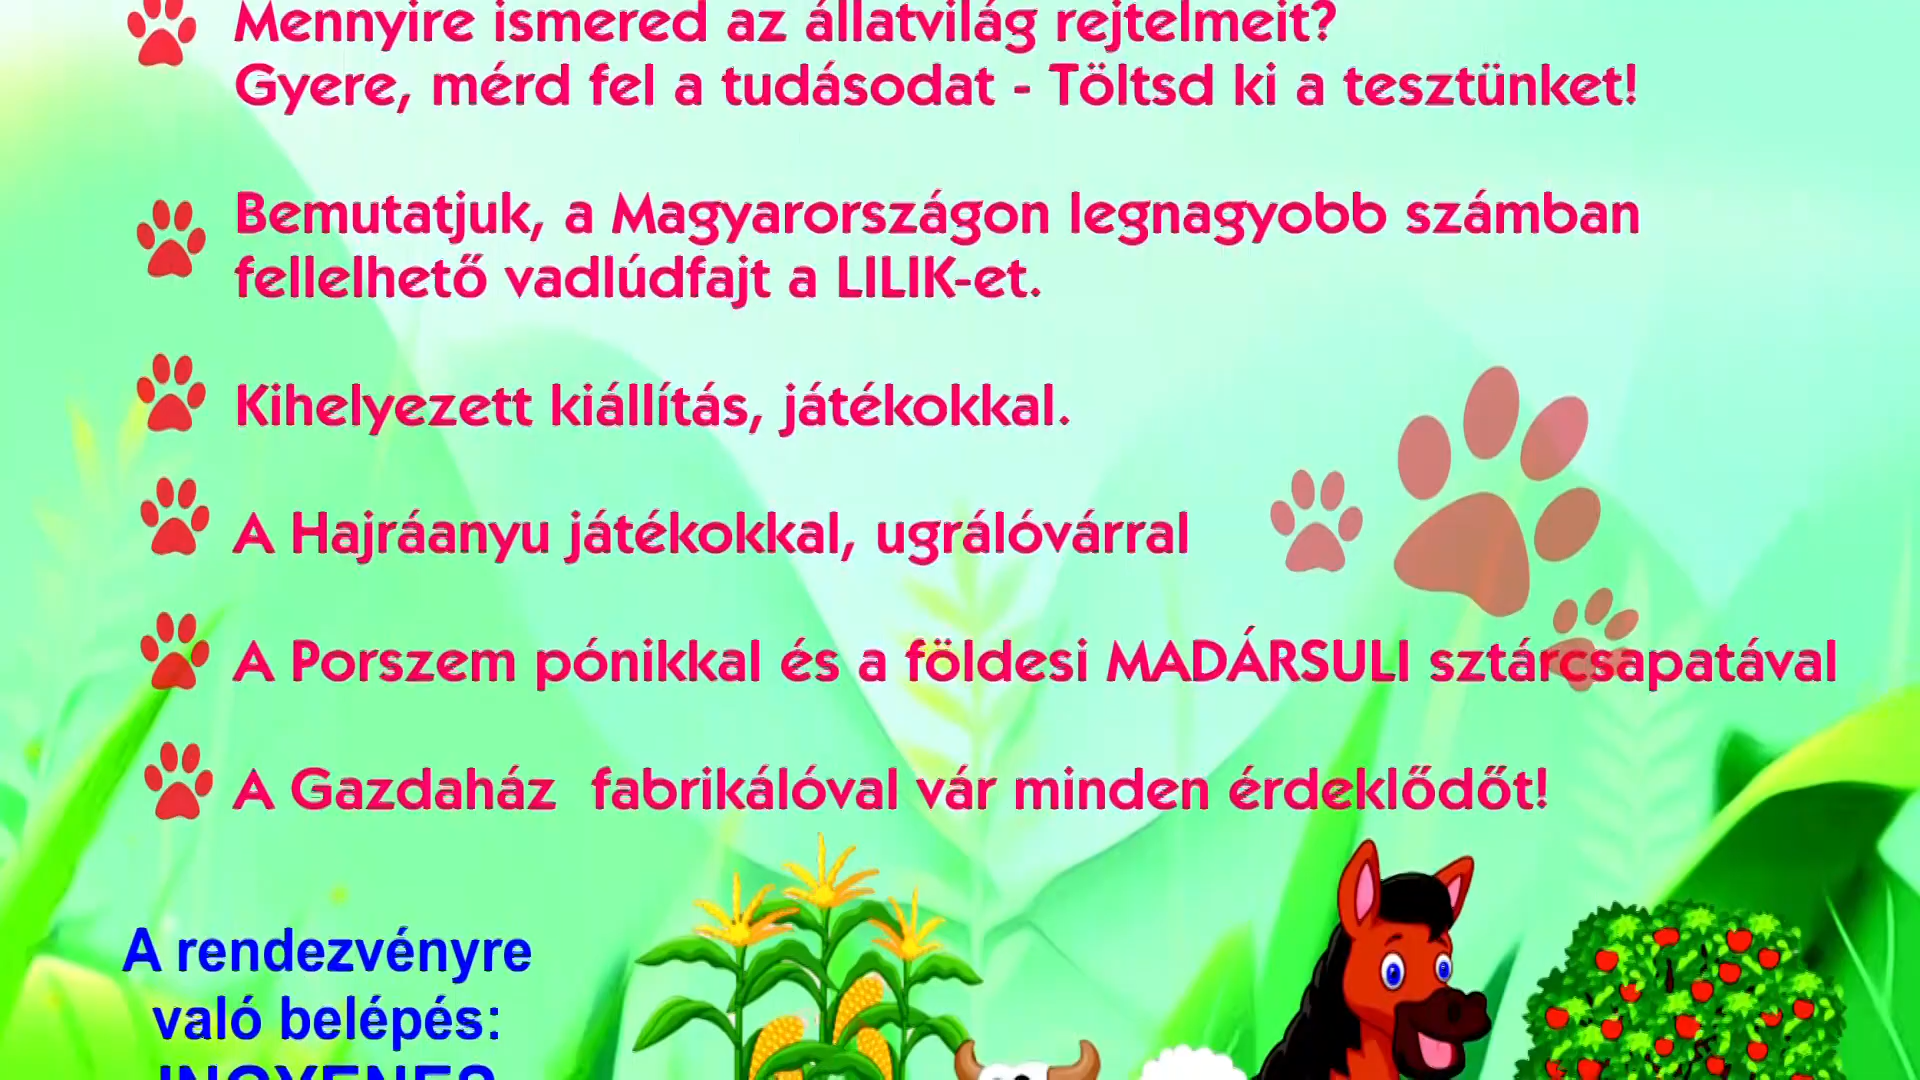 Mennyire ismered az állatvilág rejtelmeit?
Gyere, mérd fel a tudásodat - Töltsd ki a tesztünket!
Bemutatjuk, a Magyarországon legnagyobb számban
fellelhető vadlúdfajt a LILIK-et.
Kihelyezett kiállítás, játékokkal.
A Hajráanyu játékokkal, ugrálóvárral
A Porszem pónikkal és a földesi MADÁRSULI sztárcsapatával
A Gazdaház fabrikálóval vár minden érdeklődőt!
A rendezvényre
való belépés:
INGYENES